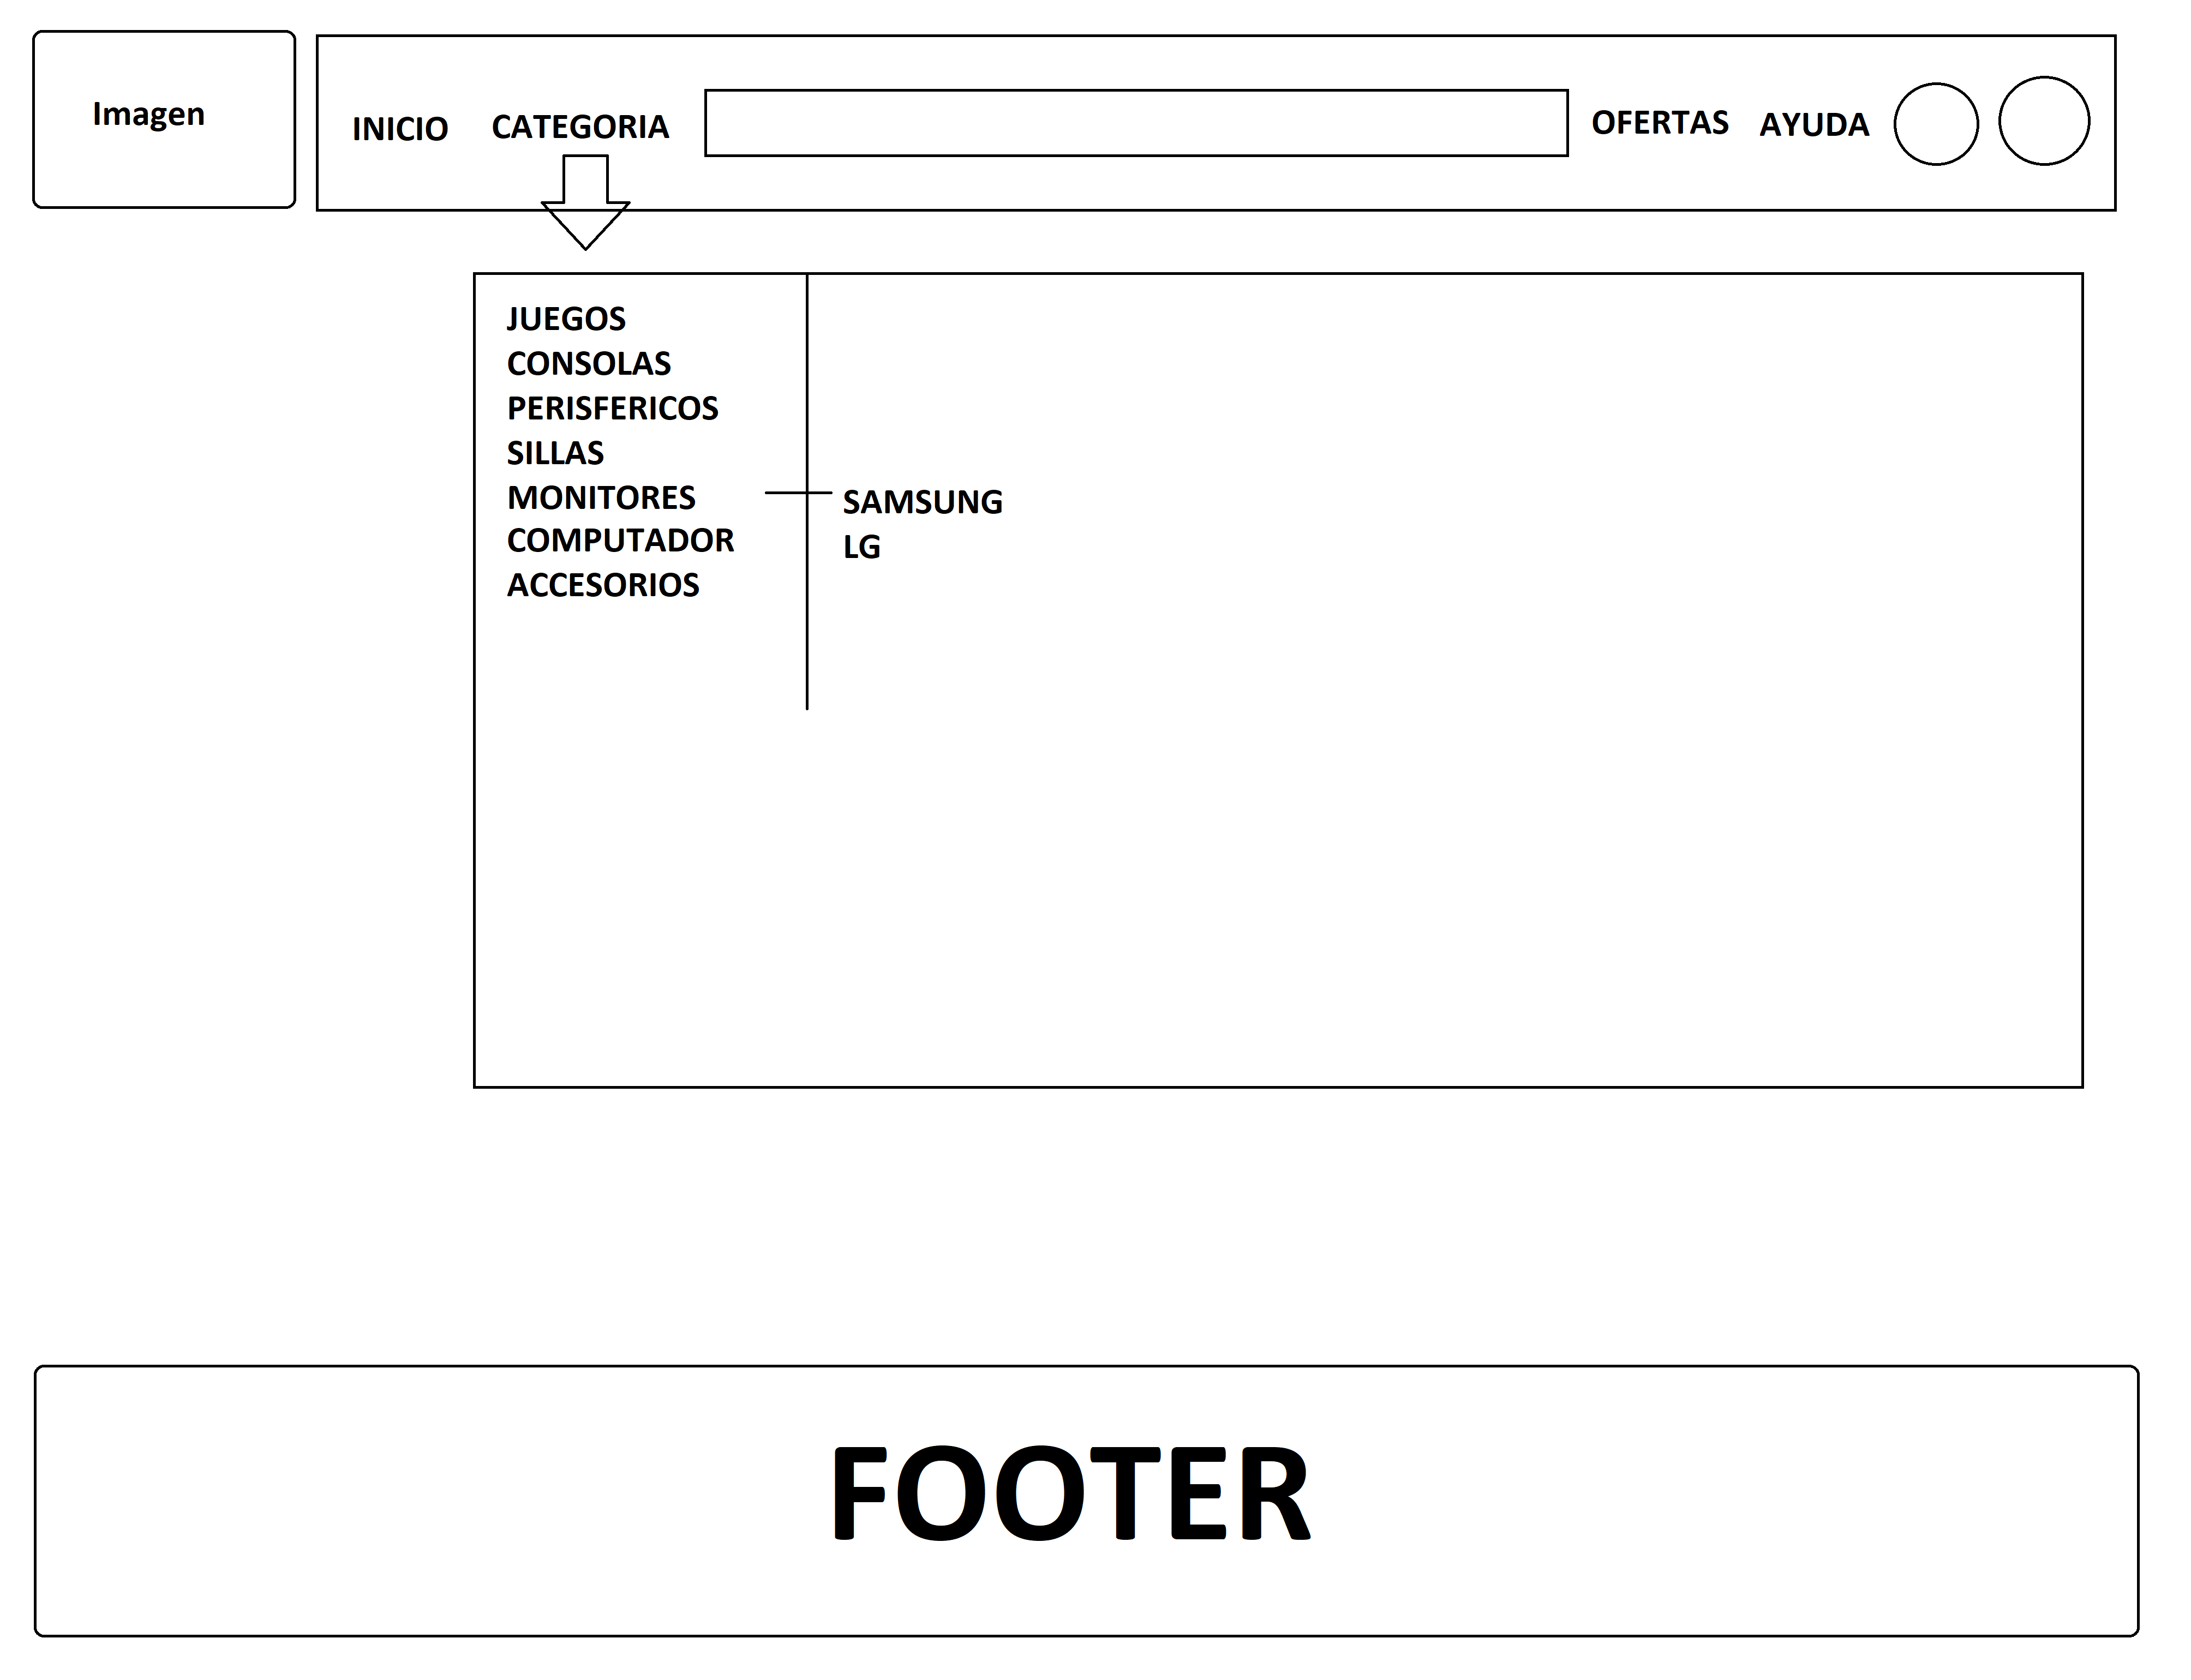 Imagen
INICIO
CATEGORIA
OFERTAS
AYUDA
JUEGOS
CONSOLAS
PERISFERICOS
SILLAS
MONITORES
COMPUTADOR
ACCESORIOS
SAMSUNG
LG
FOOTER